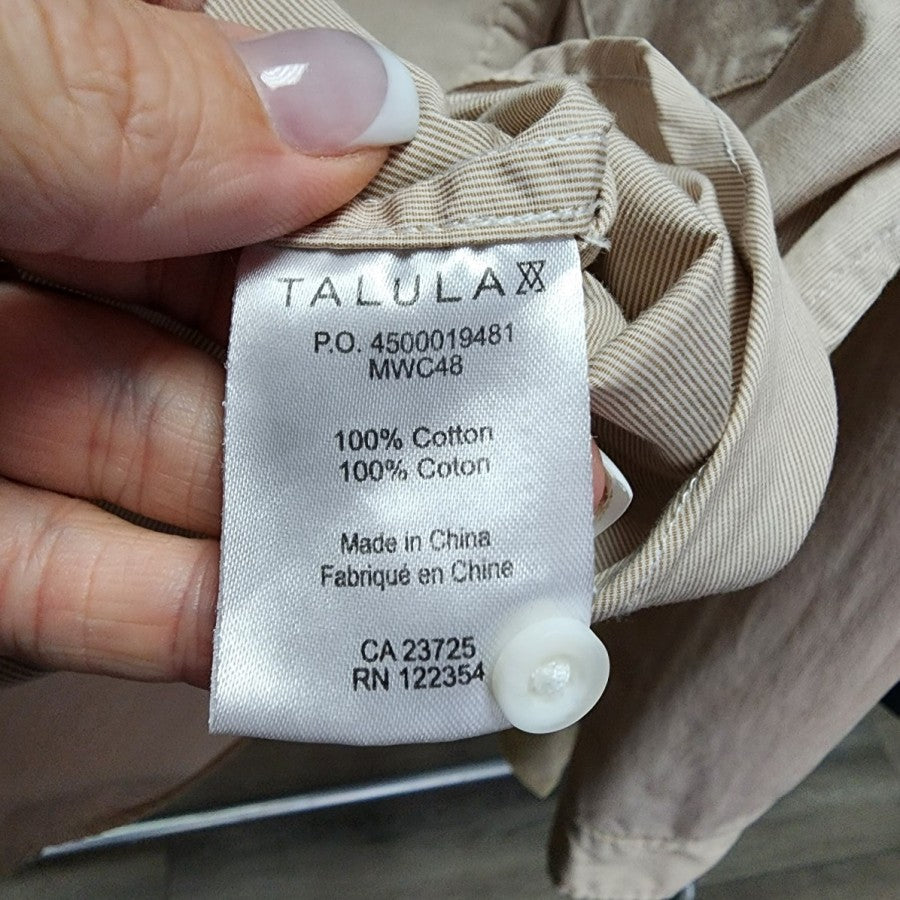 TALULA
P.O. 4500019481
MWC48
100% Cotton
100% Coton
Made in China
Fabriqué en Chine
CA 23725
RN 122354